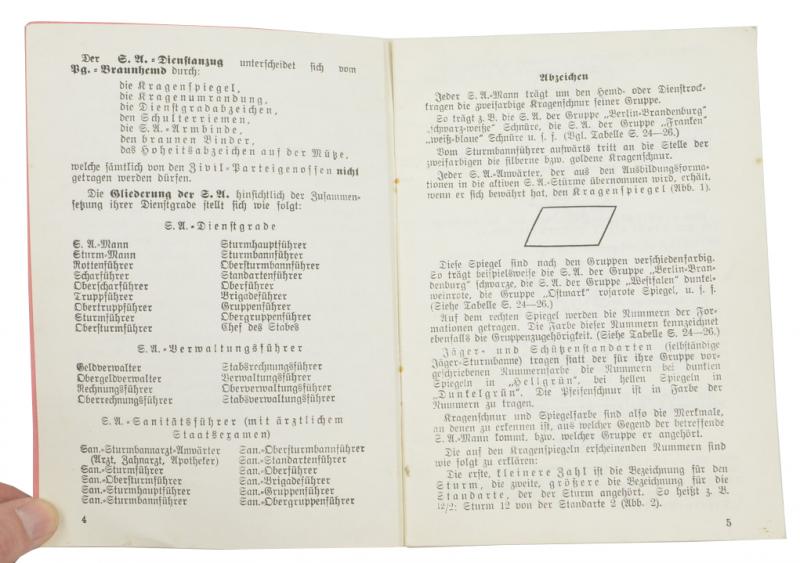 Der S. A.-Dienstanzug unterscheidet sich vom
Pg.-Braunhemd durch:
die Kragenspiegel,
die Kragenumrandung,
die Dienstgradabzeichen,
den Schulterriemen,
die S. A.-Armbinde,
den braunen Binder,
das Hoheitsabzeichen auf der Mütze,
welche sämtlich von den Zivil-Parteigenossen nicht
getragen werden dürfen.
Die Gliederung der S. A. hinsichtlich der Zusammen-
setzung ihrer Dienstgrade stellt sich wie folgt:
S. A.-Dienstgrade
S. A.-Mann Sturmhauptführer
Sturm-Mann Sturmbannführer
Rottenführer Obersturmbannführer
Scharführer Standartenführer
Oberscharführer Oberführer
Truppführer Brigadeführer
Obertruppführer Gruppenführer
Sturmführer Obergruppenführer
Obersturmführer Chef des Stabes
S. A.-Verwaltungsführer
Geldverwalter Stabsrechnungsführer
Obergeldverwalter Verwaltungsführer
Rechnungsführer Oberverwaltungsführer
Oberrechnungsführer Stabsverwaltungsführer
S. A.-Sanitätsführer (mit ärztlichem
Staatsexamen)
San.-Sturmbannarzt-Anwärter San.-Obersturmbannführer
(Arzt, Zahnarzt, Apotheker) San.-Standartenführer
San.-Sturmführer San.-Oberführer
San.-Obersturmführer San.-Brigadeführer
San.-Sturmhauptführer San.-Gruppenführer
San.-Sturmbannführer San.-Obergruppenführer
4
Abzeichen
Jeder S. A.-Mann trägt um den Hemd- oder Dienstrock-
kragen die zweifarbige Kragenschnur seiner Gruppe.
So trägt z. B. die S. A. der Gruppe „Berlin-Brandenburg"
„schwarz-weiße" Schnüre, die S. A. der Gruppe „Franken"
„weiß-blaue" Schnüre u. s. f. (Vgl. Tabelle S. 24—26.)
Vom Sturmbannführer aufwärts tritt an die Stelle der
zweifarbigen die silberne bzw. goldene Kragenschnur.
Jeder S. A.-Anwärter, der aus den Ausbildungsforma-
tionen in die aktiven S. A.-Stürme übernommen wird, erhält,
wenn er sich bewährt hat, den Kragenspiegel (Abb. 1).
Diese Spiegel sind nach den Gruppen verschiedenfarbig.
So trägt beispielsweise die S. A. der Gruppe „Berlin-Bran-
denburg" schwarze, die S. A. der Gruppe „Westfalen" dunkel-
weinrote, die Gruppe „Ostmark" rosarote Spiegel, u. s. f.
(Siehe Tabelle S. 24—26.)
Auf dem rechten Spiegel werden die Nummern der For-
mationen getragen. Die Farbe dieser Nummern kennzeichnet
ebenfalls die Gruppenzugehörigkeit. (Siehe Tabelle S. 24—26.)
Jäger- und Schützenstandarten (selbständige
Jäger-Sturmbanne) tragen statt der für ihre Gruppe vor-
geschriebenen Nummernfarbe die Nummern bei dunklen
Spiegeln in „Hellgrün", bei hellen Spiegeln in
„Dunkelgrün". Die Pfeifenschnur ist in Farbe der
Nummern zu tragen.
Kragenschnur und Spiegelfarbe sind also die Merkmale,
an denen zu erkennen ist, aus welcher Gegend der betreffende
S. A.-Mann kommt, bzw. welcher Gruppe er angehört.
Die auf den Kragenspiegeln erscheinenden Nummern sind
wie folgt zu erklären:
Die erste, kleinere Zahl ist die Bezeichnung für den
Sturm, die zweite, größere die Bezeichnung für die
Standarte, der der Sturm angehört. So heißt z. B.
12/2: Sturm 12 von der Standarte 2 (Abb. 2).
5